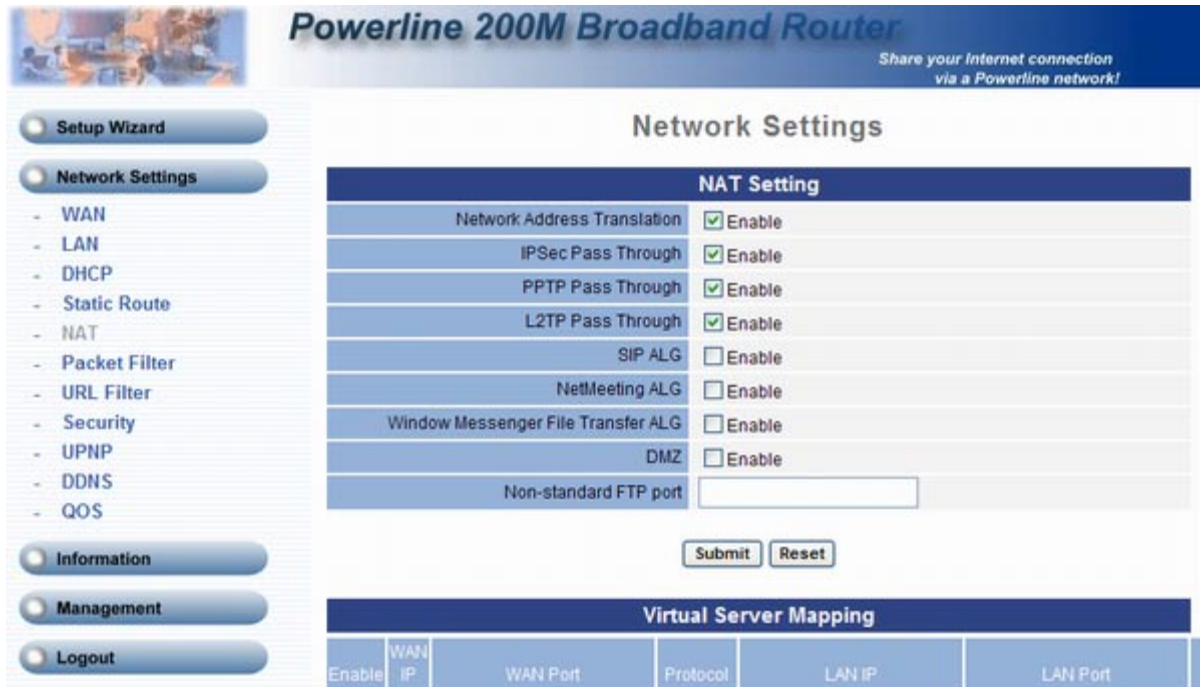 Powerline 200M Broadband Router
Share your Internet connection
via a Powerline network!
Setup Wizard
Network Settings
- WAN
- LAN
- DHCP
- Static Route
- NAT
- Packet Filter
- URL Filter
- Security
- UPNP
- DDNS
- QOS
Information
Management
Logout
Network Settings
NAT Setting
Network Address Translation Enable
IPSec Pass Through Enable
PPTP Pass Through Enable
L2TP Pass Through Enable
SIP ALG Enable
NetMeeting ALG Enable
Window Messenger File Transfer ALG Enable
DMZ Enable
Non-standard FTP port
Submit Reset
Virtual Server Mapping
Enable WAN IP WAN Port Protocol LAN IP LAN Port